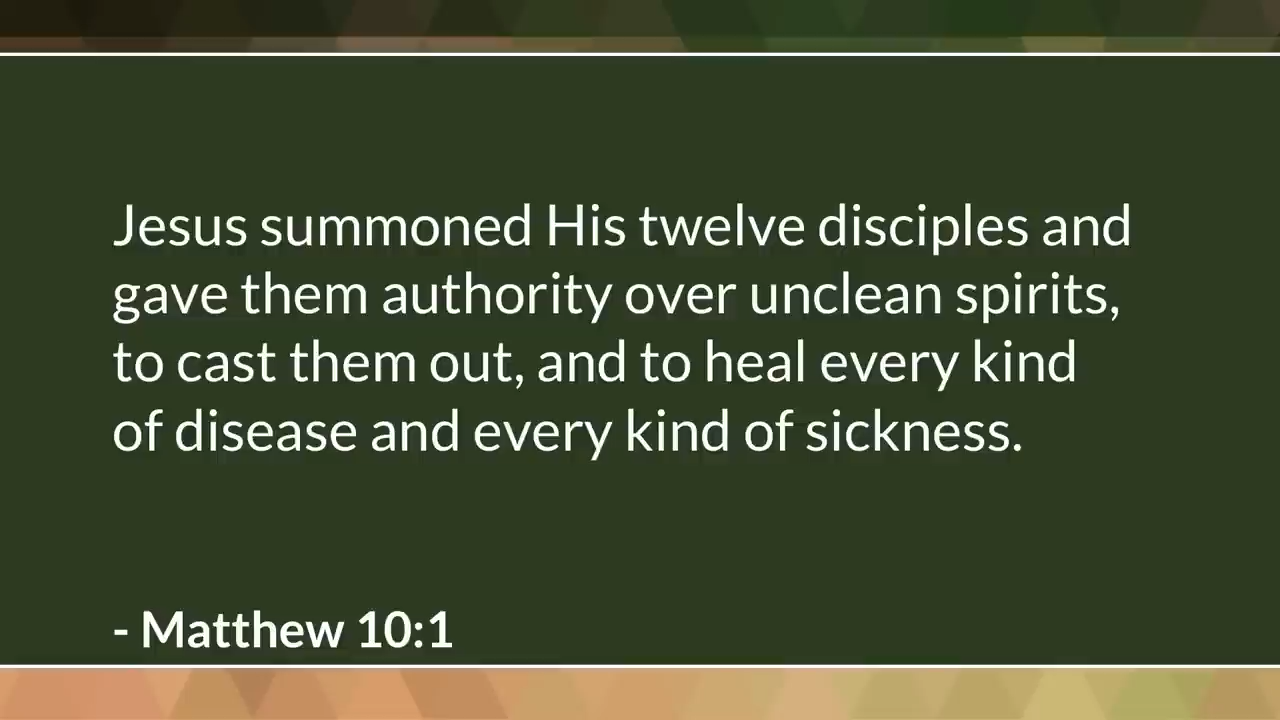 Jesus summoned His twelve disciples and
gave them authority over unclean spirits,
to cast them out, and to heal every kind
of disease and every kind of sickness.
- Matthew 10:1